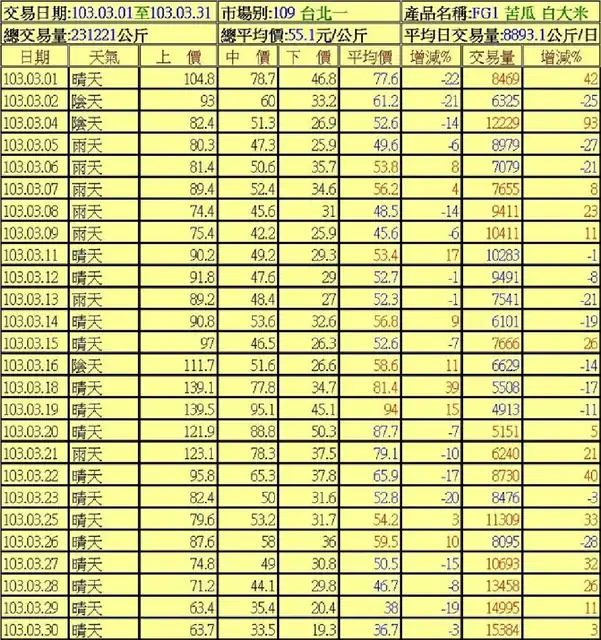 交易日期:103.03.01至103.03.31 市場別:109 台北一 產品名稱:FG1 苦瓜 白大米
總交易量:231221公斤 總平均價:55.1元/公斤 平均日交易量:8893.1公斤/日
日期 天氣 上 價 中 價 下 價 平均價 增減% 交易量 增減%
103.03.01 晴天 104.8 78.7 46.8 77.6 -22 8469 42
103.03.02 陰天 93 60 33.2 61.2 -21 6325 -25
103.03.04 陰天 82.4 51.3 26.9 52.6 -14 12229 93
103.03.05 雨天 80.3 47.3 25.9 49.6 -6 8979 -27
103.03.06 雨天 81.4 50.6 35.7 53.8 8 7079 -21
103.03.07 雨天 89.4 52.4 34.6 56.2 4 7655 8
103.03.08 雨天 74.4 45.6 31 48.5 -14 9411 23
103.03.09 雨天 75.4 42.2 25.9 45.6 -6 10411 11
103.03.11 晴天 90.2 49.2 29.3 53.4 17 10283 -1
103.03.12 晴天 91.8 47.6 29 52.7 -1 9491 -8
103.03.13 雨天 89.2 48.4 27 52.3 -1 7541 -21
103.03.14 晴天 90.8 53.6 32.6 56.8 9 6101 -19
103.03.15 晴天 97 46.5 26.3 52.6 -7 7666 26
103.03.16 陰天 111.7 51.6 26.6 58.6 11 6629 -14
103.03.18 晴天 139.1 77.8 34.7 81.4 39 5508 -17
103.03.19 晴天 139.5 95.1 45.1 94 15 4913 -11
103.03.20 晴天 121.9 88.8 50.3 87.7 -7 5151 5
103.03.21 雨天 123.1 78.3 37.5 79.1 -10 6240 21
103.03.22 晴天 95.8 65.3 37.8 65.9 -17 8730 40
103.03.23 晴天 82.4 50 31.6 52.8 -20 8476 -3
103.03.25 晴天 79.6 53.2 31.7 54.2 3 11309 33
103.03.26 晴天 87.6 58 36 59.5 10 8095 -28
103.03.27 晴天 74.8 49 30.8 50.5 -15 10693 32
103.03.28 晴天 71.2 44.1 29.8 46.7 -8 13458 26
103.03.29 晴天 63.4 35.4 20.4 38 -19 14995 11
103.03.30 晴天 63.7 33.5 19.3 36.7 -3 15384 3